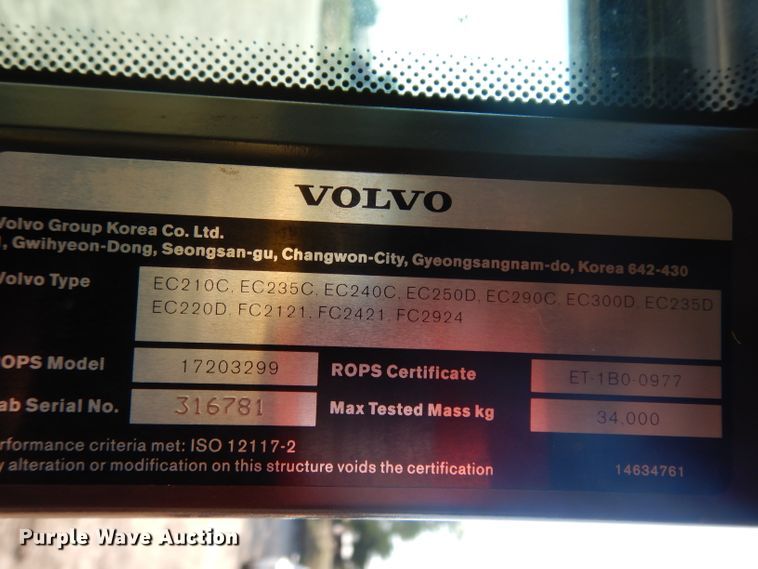 VOLVO
Volvo Group Korea Co. Ltd.
, Gwihyeon-Dong, Seongsan-gu, Changwon-City, Gyeongsangnam-do, Korea 642-430
Volvo Type EC210C, EC235C, EC240C, EC250D, EC290C, EC300D, EC235D
EC220D, FC2121, FC2421, FC2924
OPS Model 17203299 ROPS Certificate ET-1B0-0977
ab Serial No. 316781 Max Tested Mass kg 34,000
rformance criteria met: ISO 12117-2
y alteration or modification on this structure voids the certification 14634761
Purple Wave Auction